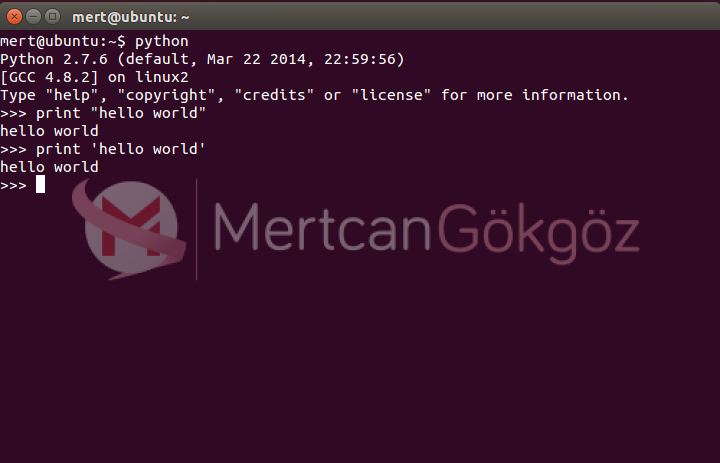 mert@ubuntu: ~
mert@ubuntu:~$ python
Python 2.7.6 (default, Mar 22 2014, 22:59:56)
[GCC 4.8.2] on linux2
Type "help", "copyright", "credits" or "license" for more information.
>>> print "hello world"
hello world
>>> print 'hello world'
hello world
>>>
M MertcanGökgöz